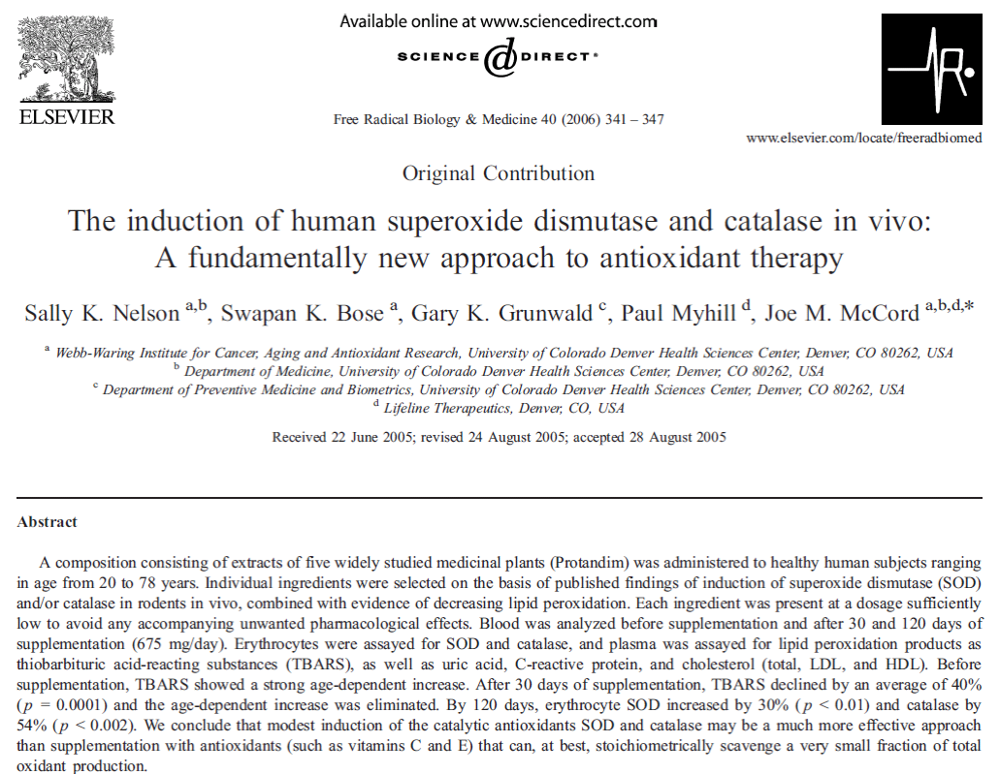 Available online at www.sciencedirect.com
SCIENCE d DIRECT®
ELSEVIER
R
Free Radical Biology & Medicine 40 (2006) 341 – 347
www.elsevier.com/locate/freeradbiomed
Original Contribution
The induction of human superoxide dismutase and catalase in vivo:
A fundamentally new approach to antioxidant therapy
Sally K. Nelson a,b, Swapan K. Bose a, Gary K. Grunwald c, Paul Myhill d, Joe M. McCord a,b,d,*
a Webb-Waring Institute for Cancer, Aging and Antioxidant Research, University of Colorado Denver Health Sciences Center, Denver, CO 80262, USA
b Department of Medicine, University of Colorado Denver Health Sciences Center, Denver, CO 80262, USA
c Department of Preventive Medicine and Biometrics, University of Colorado Denver Health Sciences Center, Denver, CO 80262, USA
d Lifeline Therapeutics, Denver, CO, USA
Received 22 June 2005; revised 24 August 2005; accepted 28 August 2005
Abstract
A composition consisting of extracts of five widely studied medicinal plants (Protandim) was administered to healthy human subjects ranging
in age from 20 to 78 years. Individual ingredients were selected on the basis of published findings of induction of superoxide dismutase (SOD)
and/or catalase in rodents in vivo, combined with evidence of decreasing lipid peroxidation. Each ingredient was present at a dosage sufficiently
low to avoid any accompanying unwanted pharmacological effects. Blood was analyzed before supplementation and after 30 and 120 days of
supplementation (675 mg/day). Erythrocytes were assayed for SOD and catalase, and plasma was assayed for lipid peroxidation products as
thiobarbituric acid-reacting substances (TBARS), as well as uric acid, C-reactive protein, and cholesterol (total, LDL, and HDL). Before
supplementation, TBARS showed a strong age-dependent increase. After 30 days of supplementation, TBARS declined by an average of 40%
(p = 0.0001) and the age-dependent increase was eliminated. By 120 days, erythrocyte SOD increased by 30% (p < 0.01) and catalase by
54% (p < 0.002). We conclude that modest induction of the catalytic antioxidants SOD and catalase may be a much more effective approach
than supplementation with antioxidants (such as vitamins C and E) that can, at best, stoichiometrically scavenge a very small fraction of total
oxidant production.